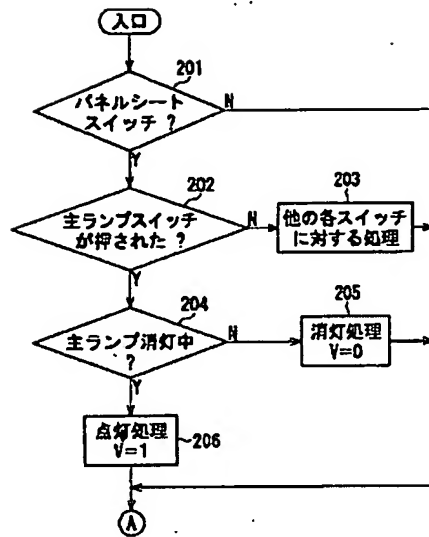 入口
201
パネルシート
スイッチ ?
N
Y
202
主ランプスイッチ
が押された ?
N
203
他の各スイッチ
に対する処理
Y
204
主ランプ消灯中
?
N
205
消灯処理
V=0
Y
点灯処理
V=1
206
A